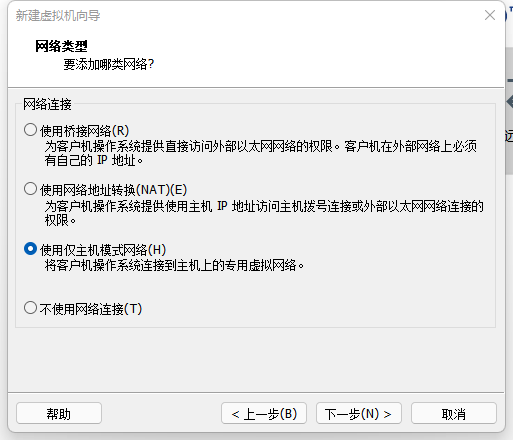 新建虚拟机向导
网络类型
要添加哪类网络?
网络连接
使用桥接网络(R)
为客户机操作系统提供直接访问外部以太网网络的权限。客户机在外部网络上必须
有自己的 IP 地址。
使用网络地址转换(NAT)(E)
为客户机操作系统提供使用主机 IP 地址访问主机拨号连接或外部以太网网络连接的
权限。
使用仅主机模式网络(H)
将客户机操作系统连接到主机上的专用虚拟网络。
不使用网络连接(T)
帮助
< 上一步(B)
下一步(N) >
取消